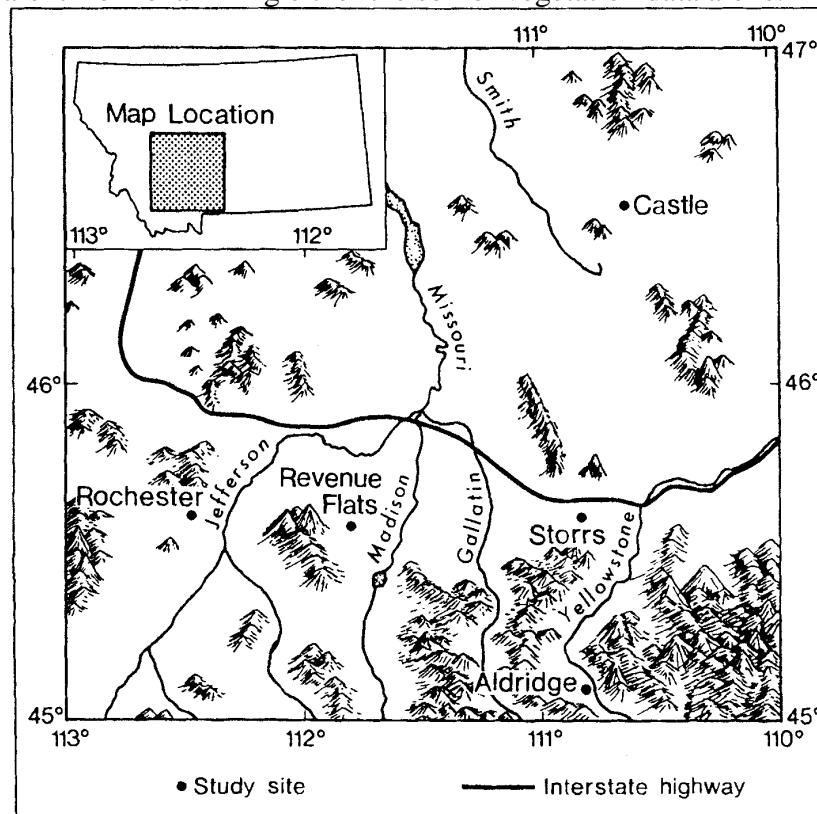 111°
110°
47°
Map Location
Smith
Castle
113°
112°
Missouri
46°
46°
Jefferson
Revenue
Flats
Rochester
Madison
Gallatin
Storrs
Yellowstone
Aldridge
45°
45°
113°
112°
111°
110°
Study site
Interstate highway